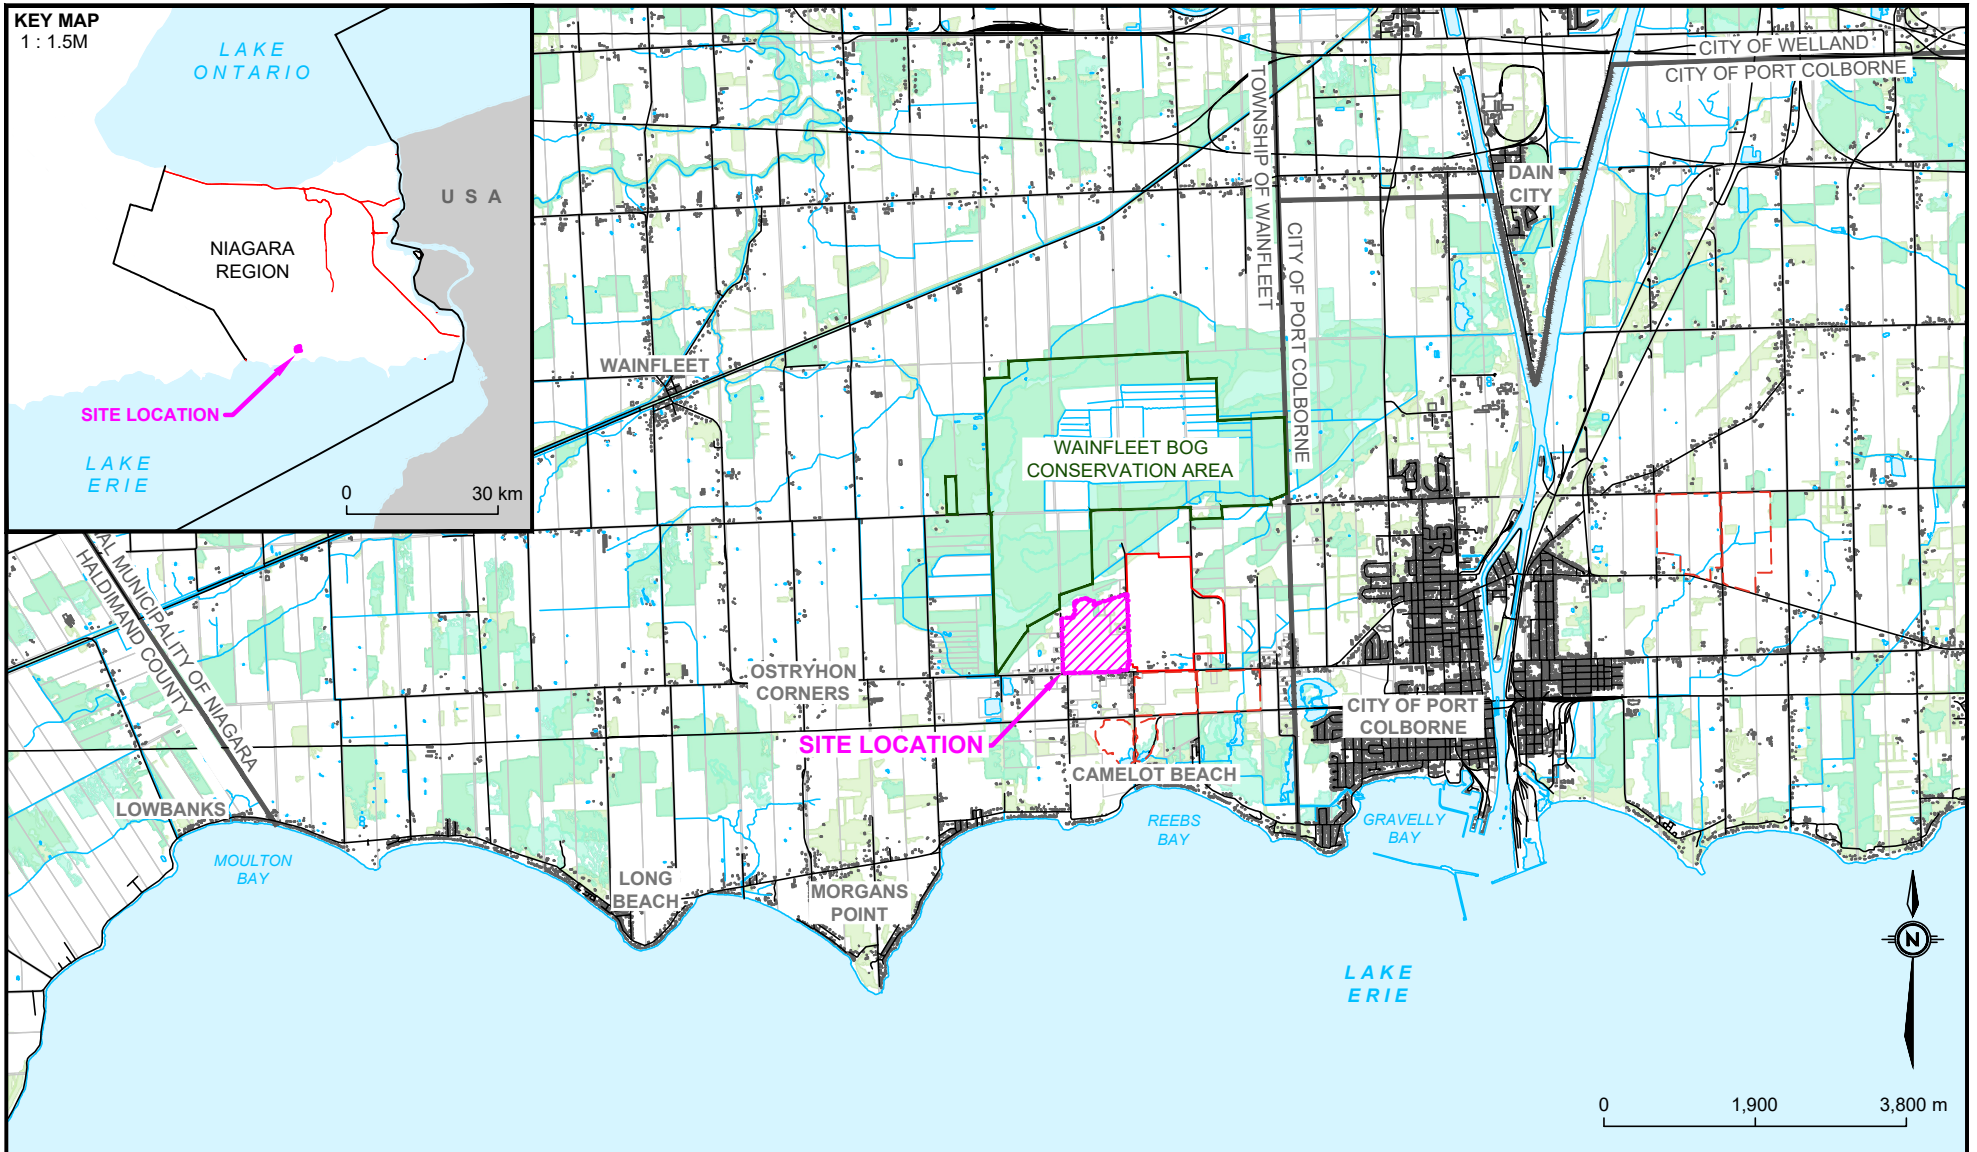 KEY MAP
1 : 1.5M
LAKE
ONTARIO
U S A
NIAGARA
REGION
SITE LOCATION
LAKE
ERIE
0 30 km
CITY OF WELLAND
CITY OF PORT COLBORNE
TOWNSHIP OF WAINFLEET
CITY OF PORT COLBORNE
DAIN
CITY
WAINFLEET
WAINFLEET BOG
CONSERVATION AREA
AL MUNICIPALITY OF NIAGARA
HALDIMAND COUNTY
OSTRYHON
CORNERS
SITE LOCATION
CITY OF PORT
COLBORNE
CAMELOT BEACH
LOWBANKS
MOULTON
BAY
REEBS
BAY
GRAVELLY
BAY
LONG
BEACH
MORGANS
POINT
LAKE
ERIE
N
0 1,900 3,800 m